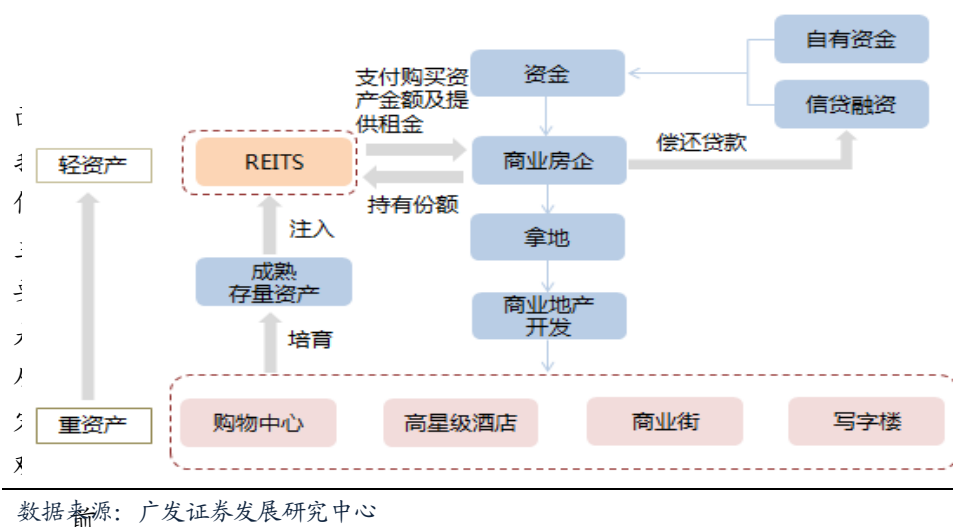 自有资金
资金
信贷融资
支付购买资
产金额及提
供租金
轻资产
REITS
商业房企
偿还贷款
持有份额
注入
拿地
成熟
存量资产
商业地产
开发
培育
重资产
购物中心
高星级酒店
商业街
写字楼
数据来源：广发证券发展研究中心
前